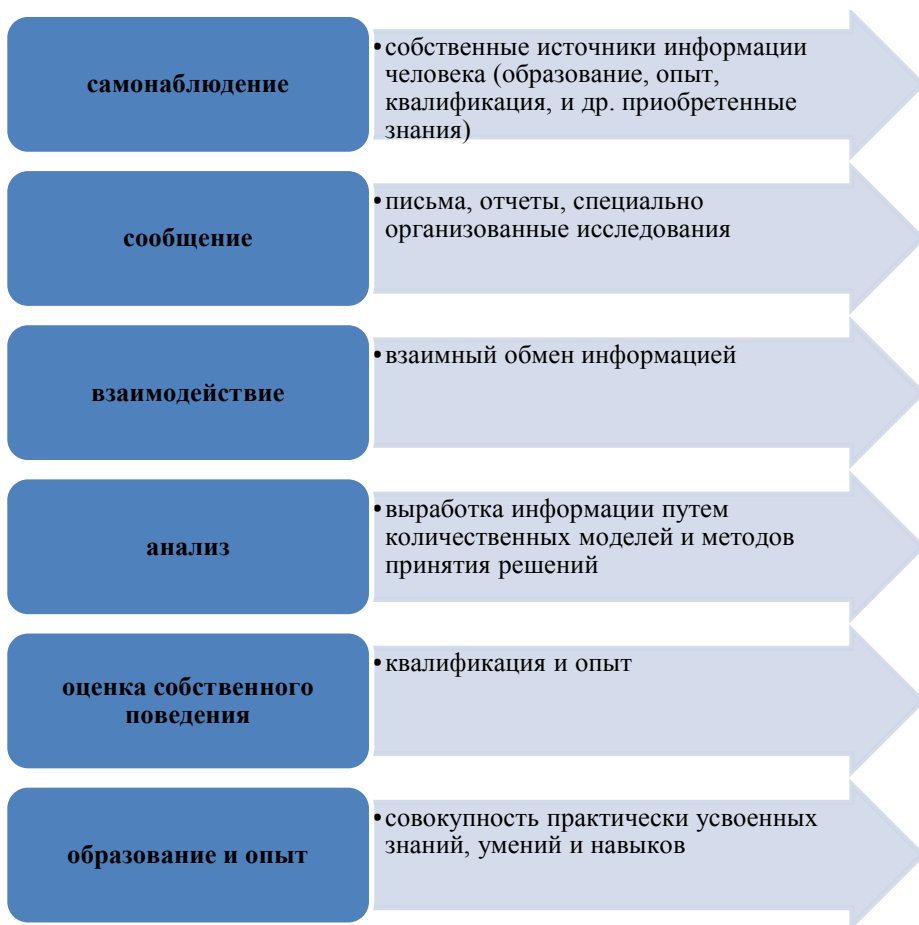 самонаблюдение
•собственные источники информации
человека (образование, опыт,
квалификация, и др. приобретенные
знания)
сообщение
•письма, отчеты, специально
организованные исследования
взаимодействие
•взаимный обмен информацией
анализ
•выработка информации путем
количественных моделей и методов
принятия решений
оценка собственного
поведения
•квалификация и опыт
образование и опыт
•совокупность практически усвоенных
знаний, умений и навыков